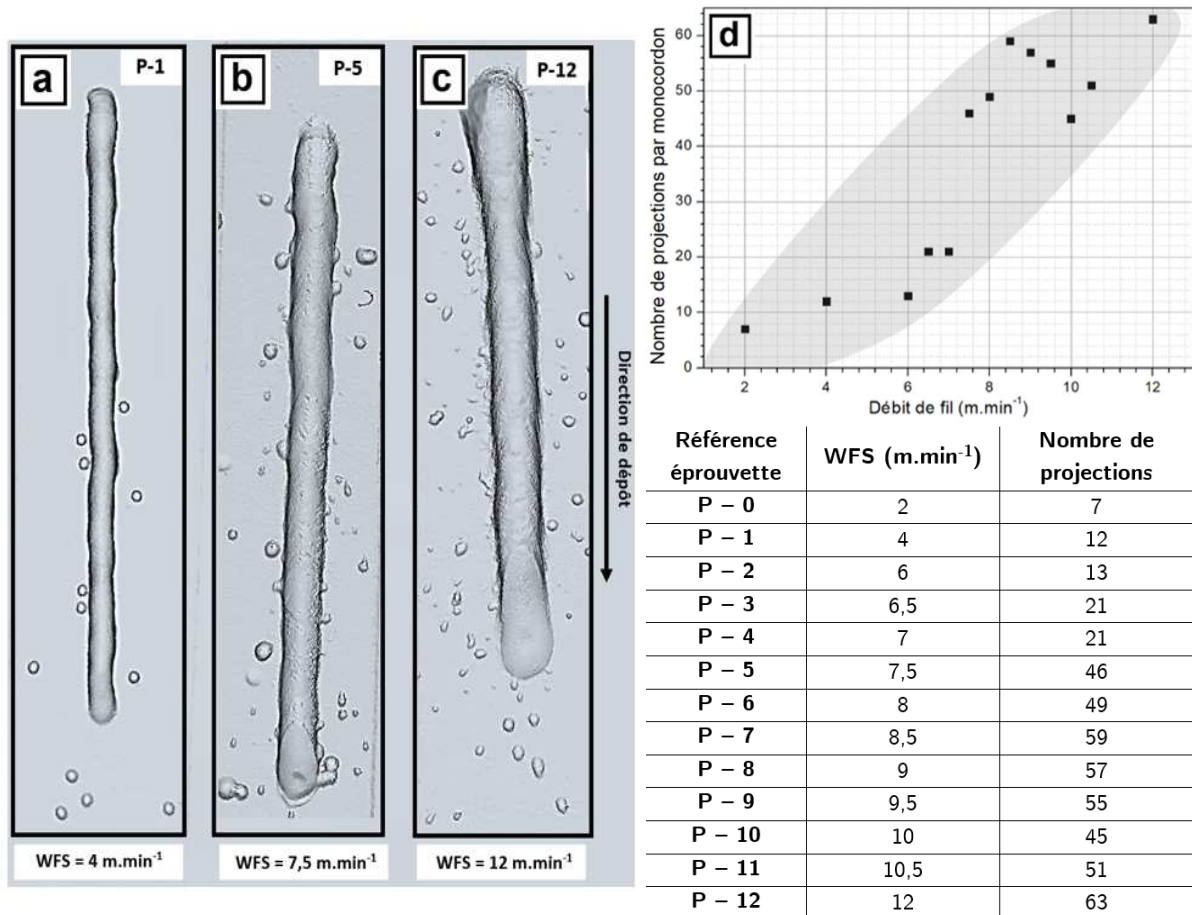 a
P-1
WFS = 4 m.min-1
b
P-5
WFS = 7,5 m.min-1
c
P-12
WFS = 12 m.min-1
Direction de dépôt
d
Nombre de projections par monocordon
60
50
40
30
20
10
0
2 4 6 8 10 12
Débit de fil (m.min-1)
Référence éprouvette WFS (m.min-1) Nombre de projections
P – 0 2 7
P – 1 4 12
P – 2 6 13
P – 3 6,5 21
P – 4 7 21
P – 5 7,5 46
P – 6 8 49
P – 7 8,5 59
P – 8 9 57
P – 9 9,5 55
P – 10 10 45
P – 11 10,5 51
P – 12 12 63